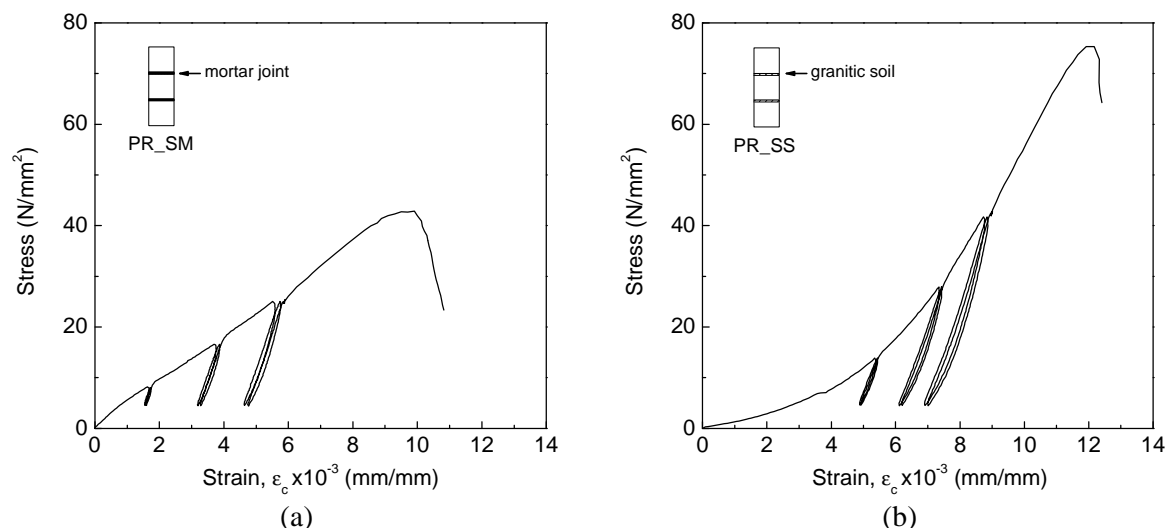 80
60
40
20
0
Stress (N/mm²)
mortar joint
PR_SM
0 2 4 6 8 10 12 14
Strain, εc x10⁻³ (mm/mm)
(a)
80
60
40
20
0
Stress (N/mm²)
granitic soil
PR_SS
0 2 4 6 8 10 12 14
Strain, εc x10⁻³ (mm/mm)
(b)